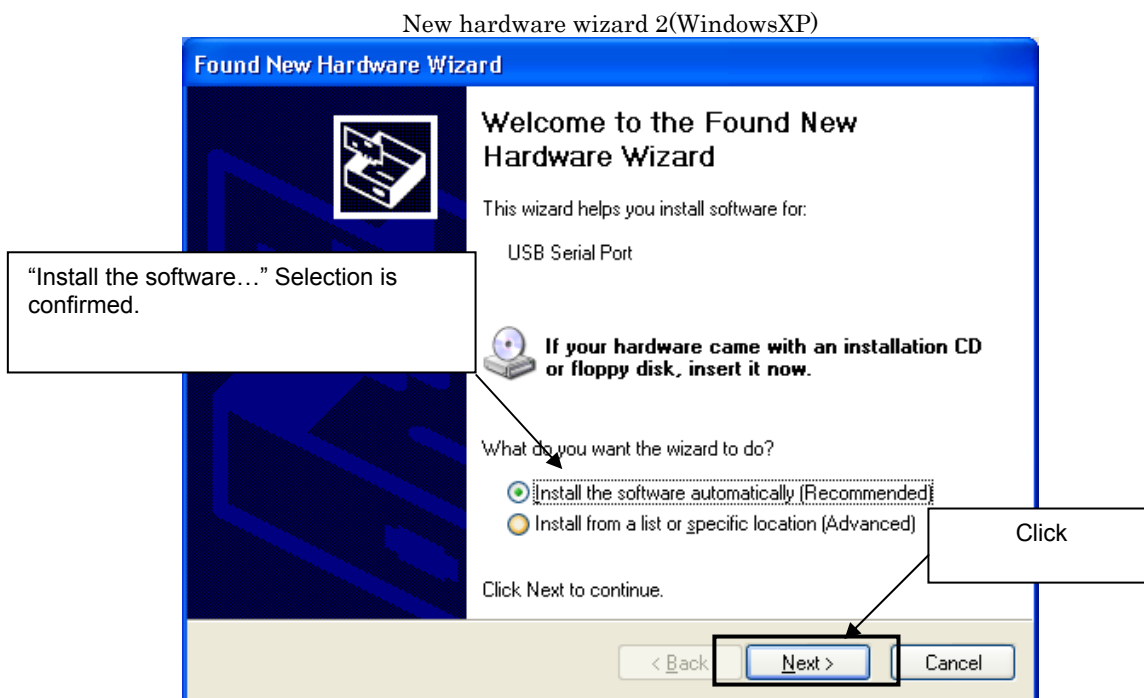 New hardware wizard 2(WindowsXP)
Found New Hardware Wizard
Welcome to the Found New
Hardware Wizard
This wizard helps you install software for:
USB Serial Port
“Install the software…” Selection is
confirmed.
If your hardware came with an installation CD
or floppy disk, insert it now.
What do you want the wizard to do?
Install the software automatically (Recommended)
Install from a list or specific location (Advanced)
Click
Click Next to continue.
< Back
Next >
Cancel